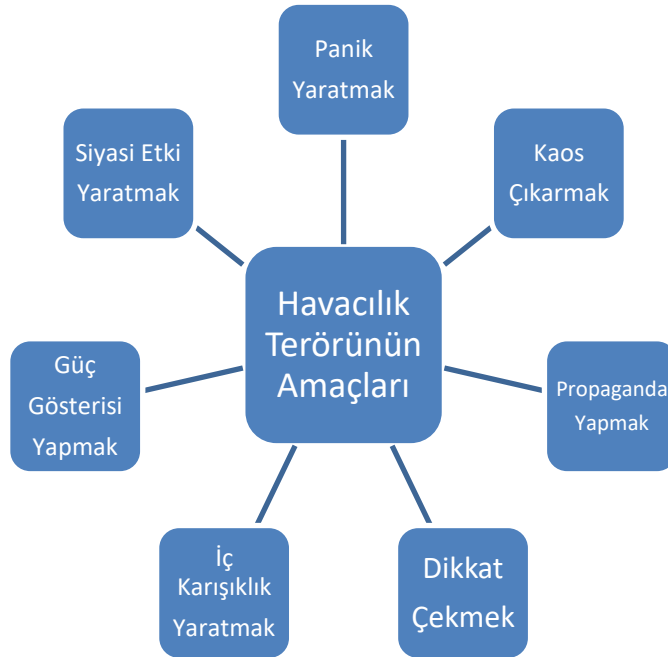 Panik
Yaratmak
Siyasi Etki
Yaratmak
Kaos
Çıkarmak
Havacılık
Terörünün
Amaçları
Güç
Gösterisi
Yapmak
Propaganda
Yapmak
İç
Karışıklık
Yaratmak
Dikkat
Çekmek